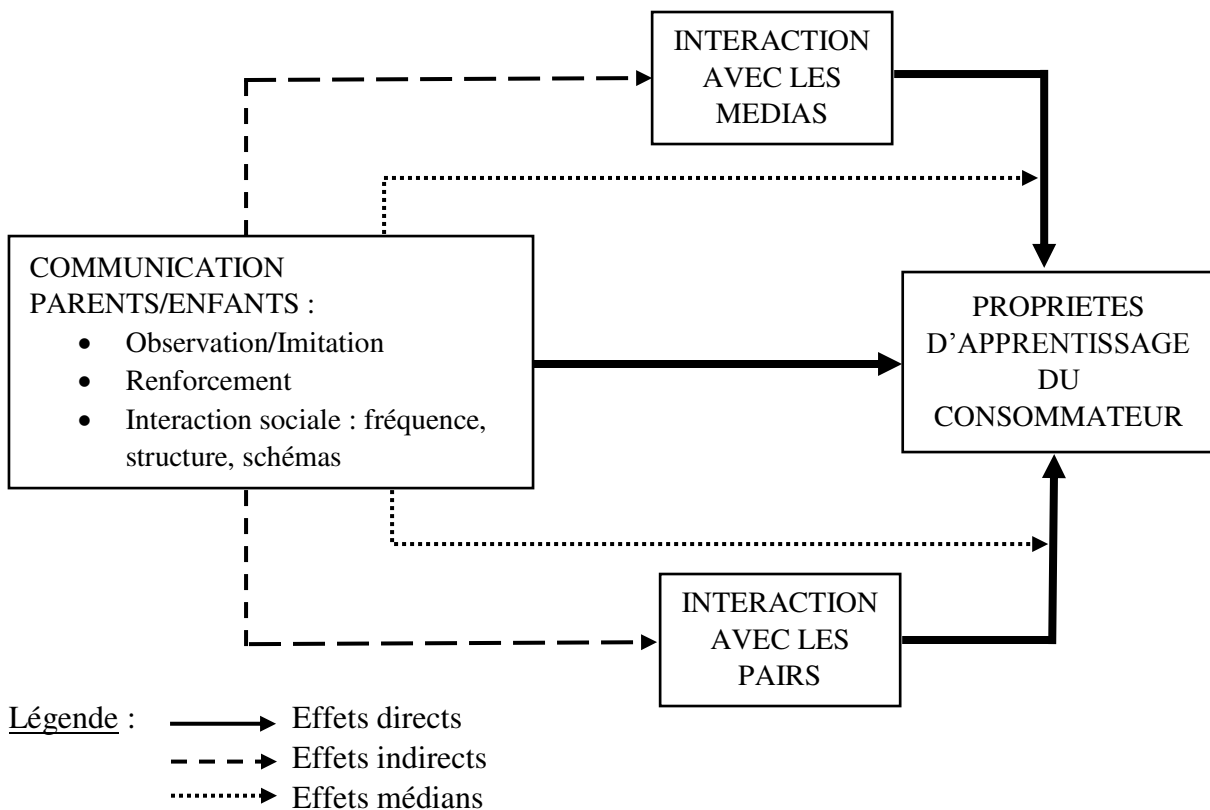 INTERACTION
AVEC LES
MEDIAS
COMMUNICATION
PARENTS/ENFANTS :
• Observation/Imitation
• Renforcement
• Interaction sociale : fréquence,
structure, schémas
PROPRIETES
D’APPRENTISSAGE
DU
CONSOMMATEUR
INTERACTION
AVEC LES
PAIRS
Légende :
Effets directs
Effets indirects
Effets médians